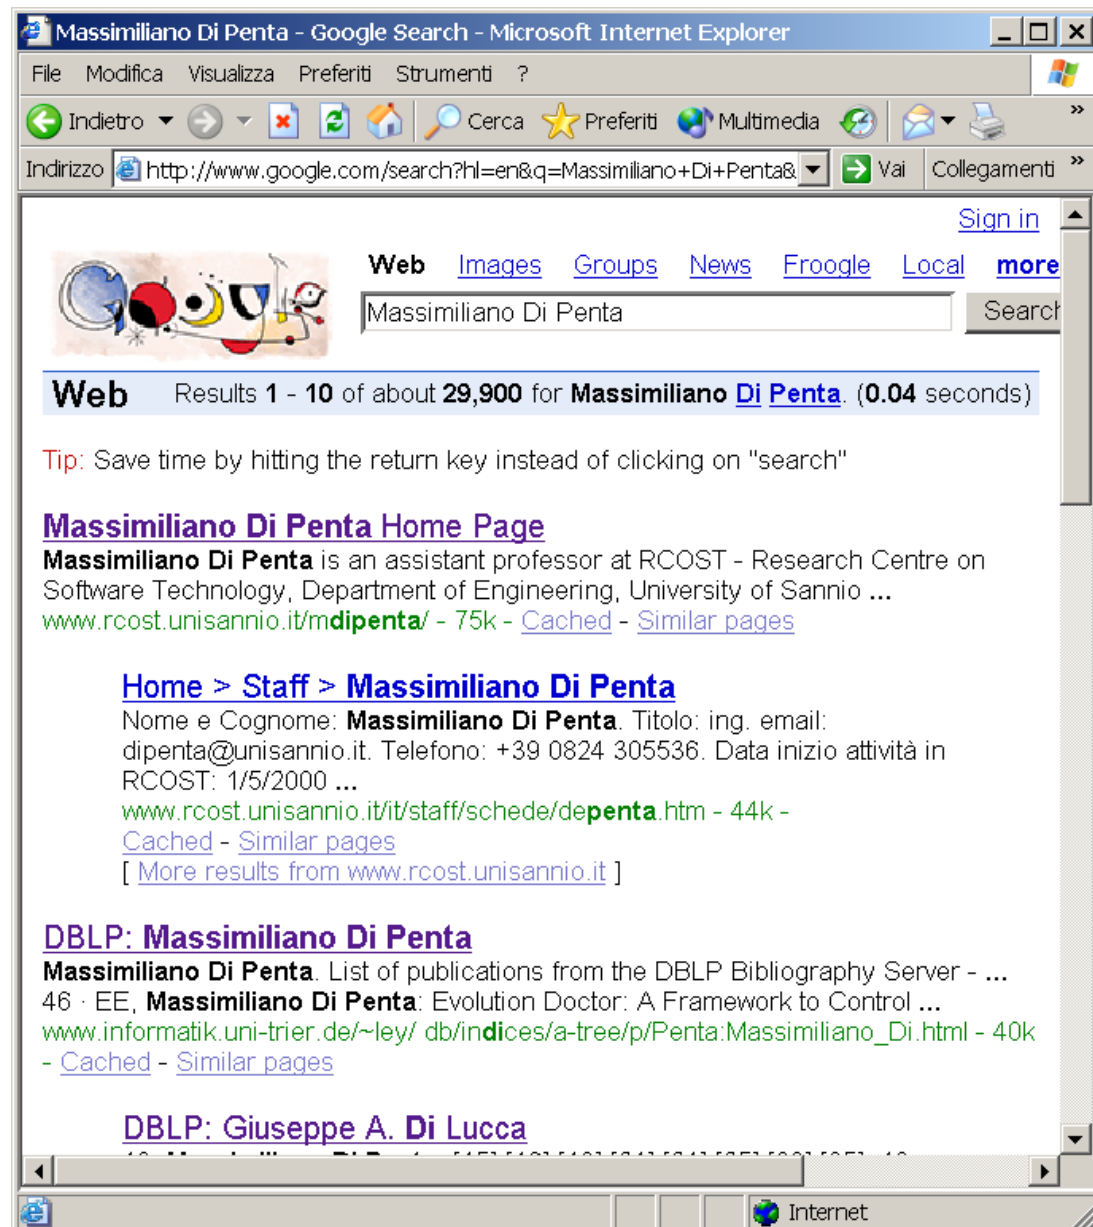 Massimiliano Di Penta - Google Search - Microsoft Internet Explorer
File Modifica Visualizza Preferiti Strumenti ?
Indietro Cerca Preferiti Multimedia »
Indirizzo http://www.google.com/search?hl=en&q=Massimiliano+Di+Penta& Vai Collegamenti »
Sign in
Web Images Groups News Froogle Local more
Google
Massimiliano Di Penta Search
Web Results 1 - 10 of about 29,900 for Massimiliano Di Penta. (0.04 seconds)
Tip: Save time by hitting the return key instead of clicking on "search"
Massimiliano Di Penta Home Page
Massimiliano Di Penta is an assistant professor at RCOST - Research Centre on
Software Technology, Department of Engineering, University of Sannio ...
www.rcost.unisannio.it/mdipenta/ - 75k - Cached - Similar pages
Home > Staff > Massimiliano Di Penta
Nome e Cognome: Massimiliano Di Penta. Titolo: ing. email:
dipenta@unisannio.it. Telefono: +39 0824 305536. Data inizio attività in
RCOST: 1/5/2000 ...
www.rcost.unisannio.it/it/staff/schede/depenta.htm - 44k -
Cached - Similar pages
[ More results from www.rcost.unisannio.it ]
DBLP: Massimiliano Di Penta
Massimiliano Di Penta. List of publications from the DBLP Bibliography Server - ...
46 · EE, Massimiliano Di Penta: Evolution Doctor: A Framework to Control ...
www.informatik.uni-trier.de/~ley/ db/indices/a-tree/p/Penta:Massimiliano_Di.html - 40k
- Cached - Similar pages
DBLP: Giuseppe A. Di Lucca
Internet